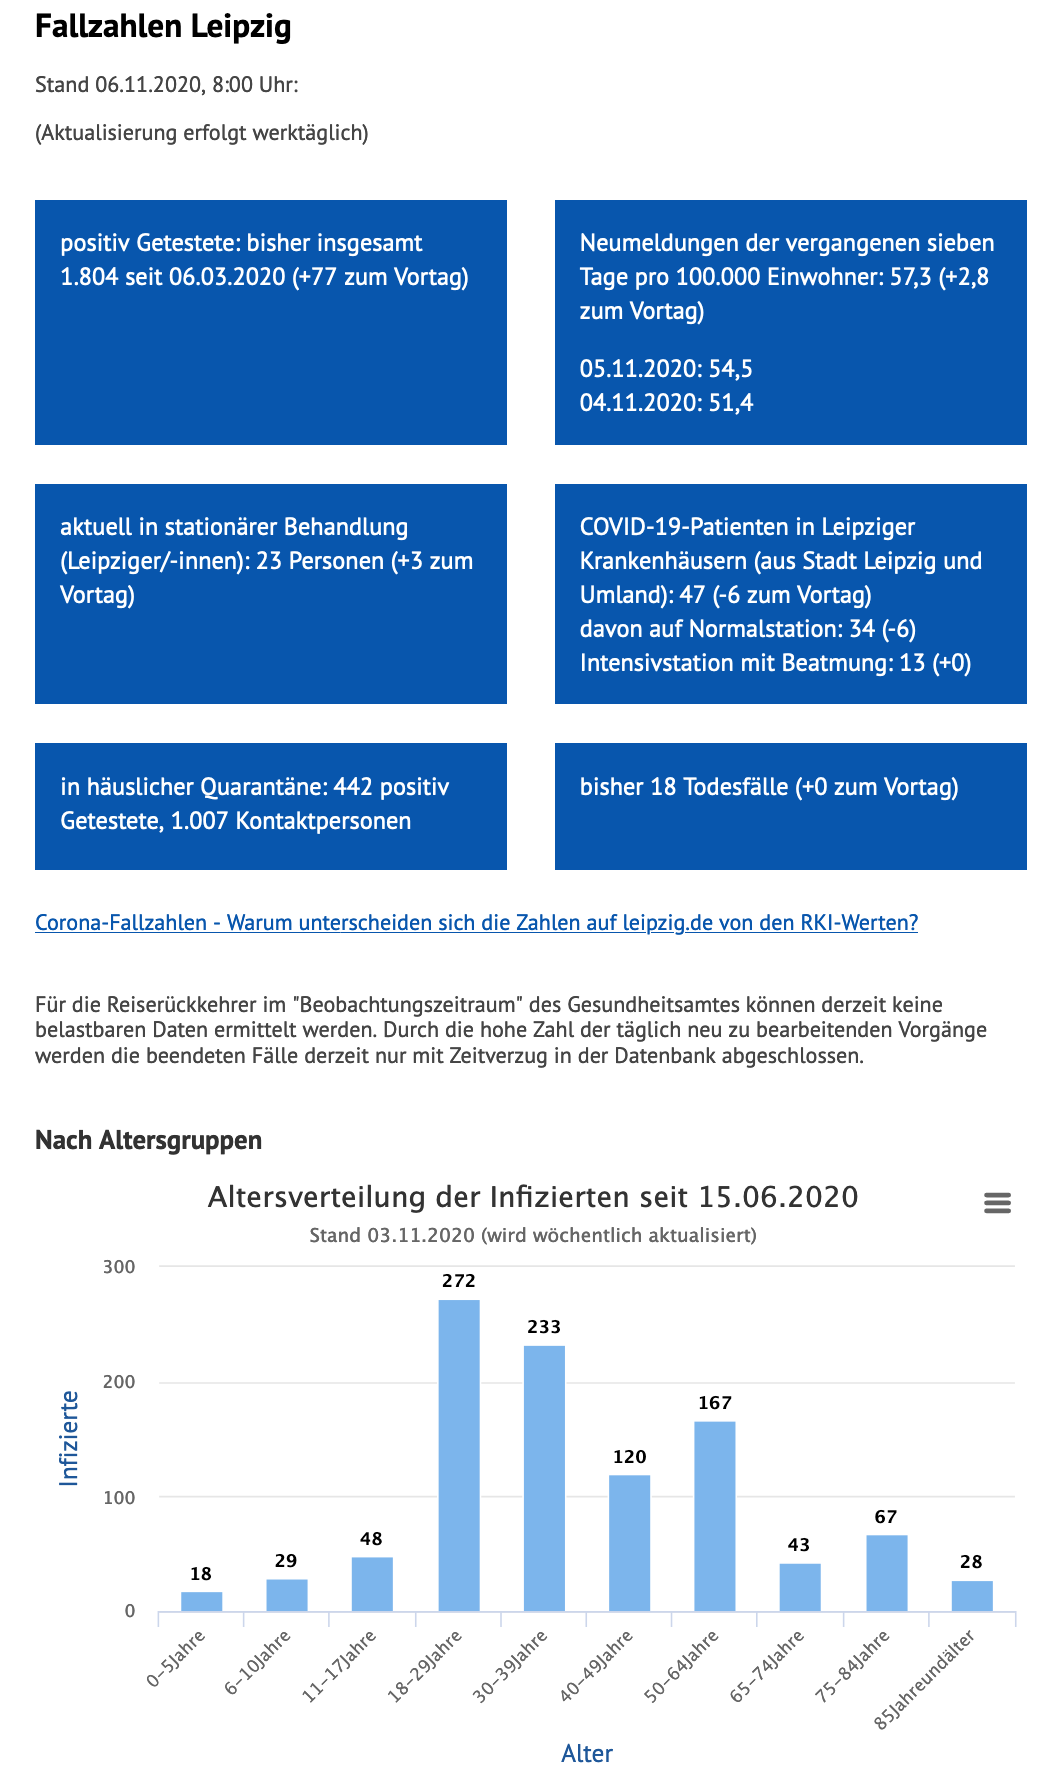 Fallzahlen Leipzig
Stand 06.11.2020, 8:00 Uhr:
(Aktualisierung erfolgt werktäglich)
positiv Getestete: bisher insgesamt
1.804 seit 06.03.2020 (+77 zum Vortag)
Neumeldungen der vergangenen sieben
Tage pro 100.000 Einwohner: 57,3 (+2,8
zum Vortag)
05.11.2020: 54,5
04.11.2020: 51,4
aktuell in stationärer Behandlung
(Leipziger/-innen): 23 Personen (+3 zum
Vortag)
COVID-19-Patienten in Leipziger
Krankenhäusern (aus Stadt Leipzig und
Umland): 47 (-6 zum Vortag)
davon auf Normalstation: 34 (-6)
Intensivstation mit Beatmung: 13 (+0)
in häuslicher Quarantäne: 442 positiv
Getestete, 1.007 Kontaktpersonen
bisher 18 Todesfälle (+0 zum Vortag)
Corona-Fallzahlen - Warum unterscheiden sich die Zahlen auf leipzig.de von den RKI-Werten?
Für die Reiserückkehrer im "Beobachtungszeitraum" des Gesundheitsamtes können derzeit keine
belastbaren Daten ermittelt werden. Durch die hohe Zahl der täglich neu zu bearbeitenden Vorgänge
werden die beendeten Fälle derzeit nur mit Zeitverzug in der Datenbank abgeschlossen.
Nach Altersgruppen
Altersverteilung der Infizierten seit 15.06.2020
Stand 03.11.2020 (wird wöchentlich aktualisiert)
Infizierte
300
200
100
0
18
29
48
272
233
120
167
43
67
28
0-5Jahre
6-10Jahre
11-17Jahre
18-29Jahre
30-39Jahre
40-49Jahre
50-64Jahre
65-74Jahre
75-84Jahre
85Jahreundälter
Alter